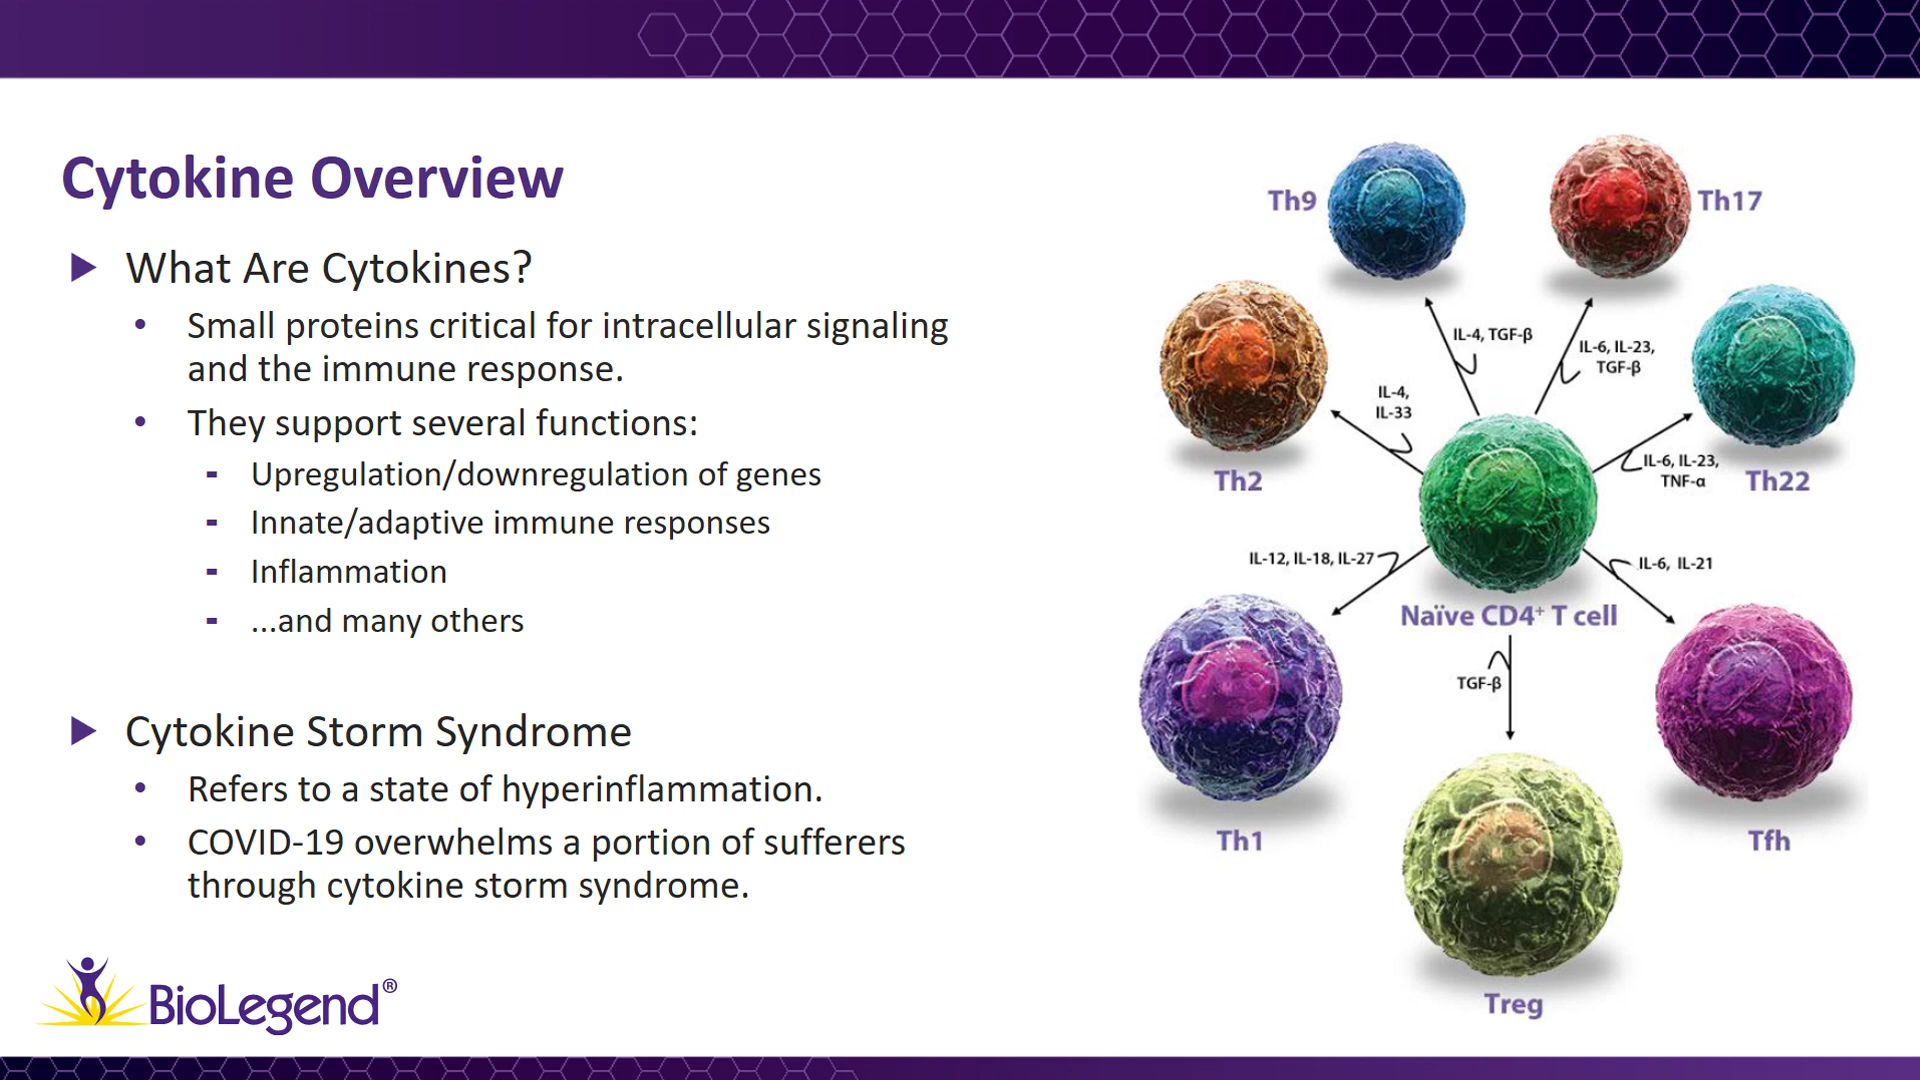 Cytokine Overview
What Are Cytokines?
Small proteins critical for intracellular signaling
and the immune response.
They support several functions:
Upregulation/downregulation of genes
Innate/adaptive immune responses
Inflammation
...and many others
Cytokine Storm Syndrome
Refers to a state of hyperinflammation.
COVID-19 overwhelms a portion of sufferers
through cytokine storm syndrome.
BioLegend®
Th9
Th17
IL-4, TGF-β
IL-6, IL-23,
TGF-β
IL-4,
IL-33
Th2
IL-6, IL-23,
TNF-α
Th22
IL-12, IL-18, IL-27
IL-6, IL-21
Naïve CD4⁺ T cell
TGF-β
Th1
Tfh
Treg